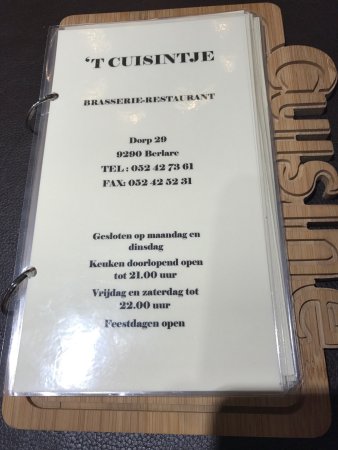 'T CUISINTJE
BRASSERIE-RESTAURANT
Dorp 29
9290 Berlare
TEL : 052 42 73 61
FAX: 052 42 52 31
Gesloten op maandag en
dinsdag
Keuken doorlopend open
tot 21.00 uur
Vrijdag en zaterdag tot
22.00 uur
Feestdagen open
Cuisine